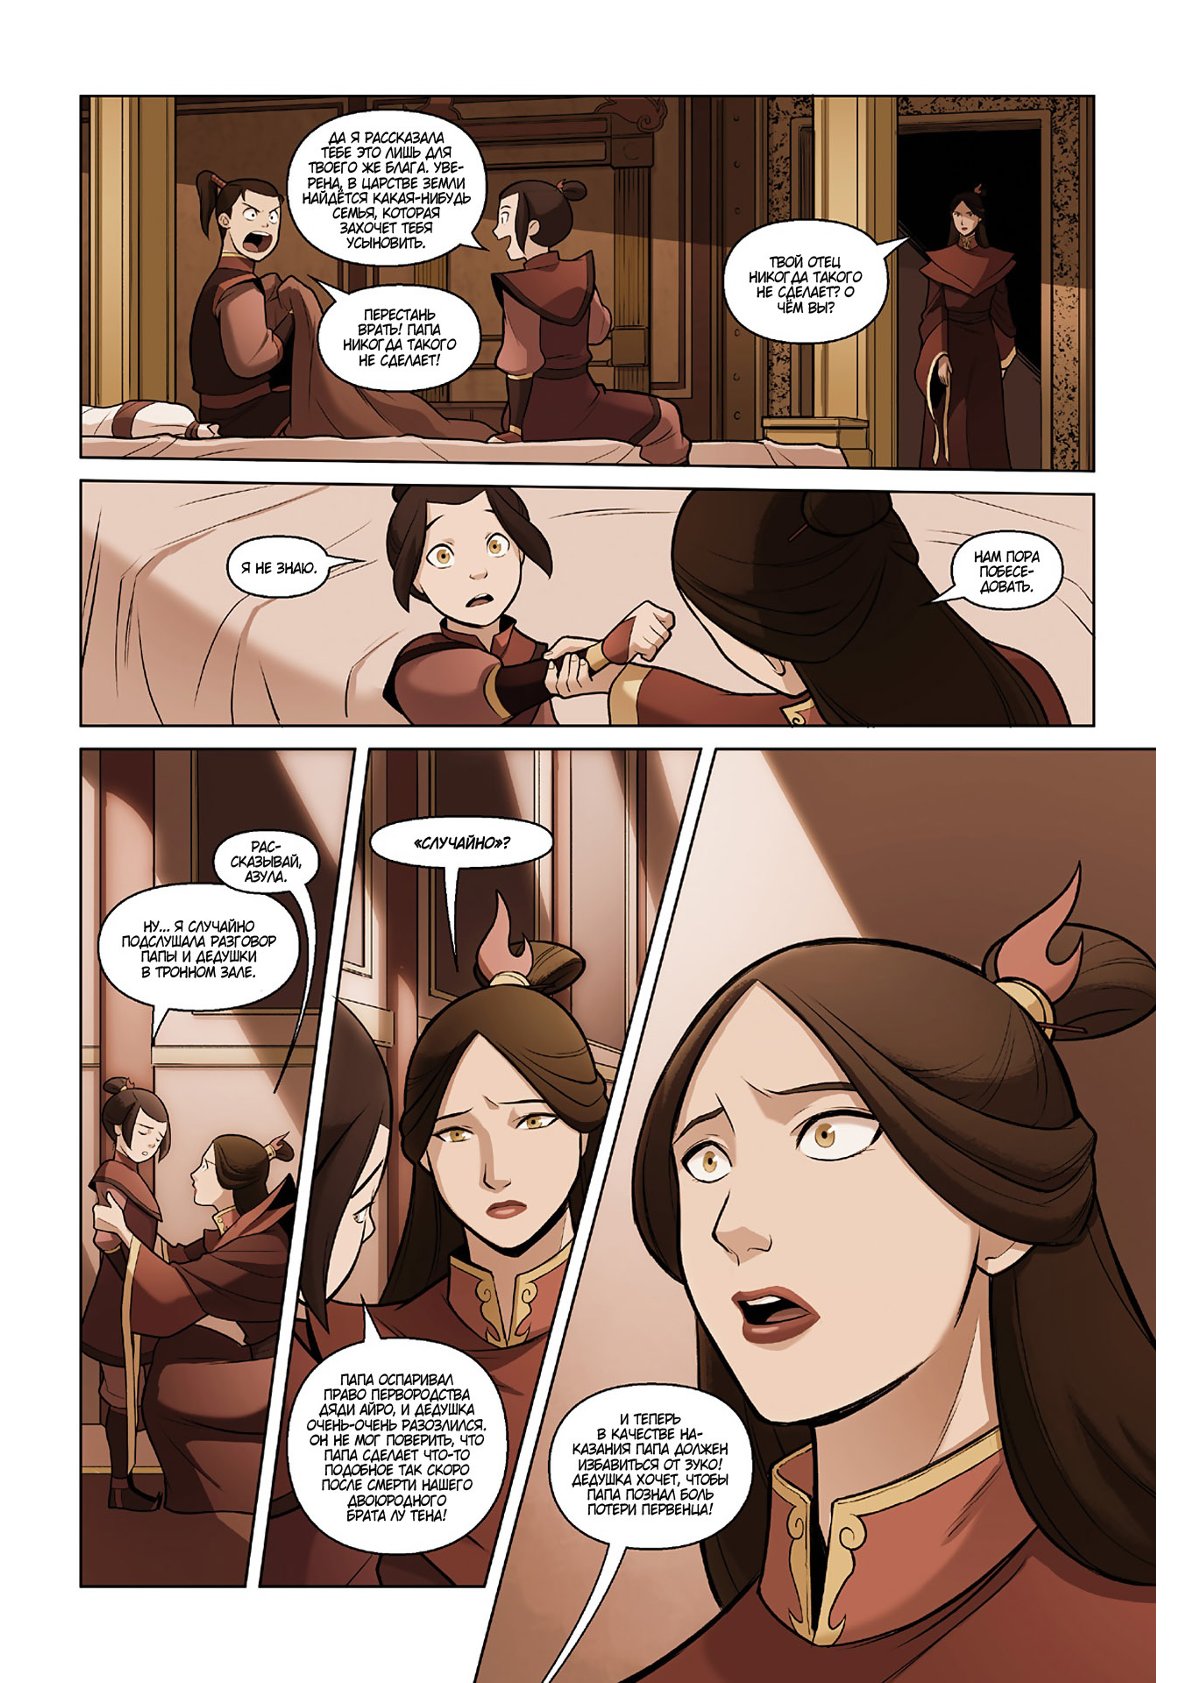 ДА Я РАССКАЗАЛА
ТЕБЕ ЭТО ЛИШЬ ДЛЯ
ТВОЕГО ЖЕ БЛАГА. УВЕ-
РЕНА, В ЦАРСТВЕ ЗЕМЛИ
НАЙДЁТСЯ КАКАЯ-НИБУДЬ
СЕМЬЯ, КОТОРАЯ
ЗАХОЧЕТ ТЕБЯ
УСЫНОВИТЬ.
ПЕРЕСТАНЬ
ВРАТЬ! ПАПА
НИКОГДА ТАКОГО
НЕ СДЕЛАЕТ!
ТВОЙ ОТЕЦ
НИКОГДА ТАКОГО
НЕ СДЕЛАЕТ? О
ЧЁМ ВЫ?
Я НЕ ЗНАЮ.
НАМ ПОРА
ПОБЕСЕ-
ДОВАТЬ.
РАС-
СКАЗЫВАЙ,
АЗУЛА.
НУ... Я СЛУЧАЙНО
ПОДСЛУШАЛА РАЗГОВОР
ПАПЫ И ДЕДУШКИ
В ТРОННОМ ЗАЛЕ.
«СЛУЧАЙНО»?
ПАПА ОСПАРИВАЛ
ПРАВО ПЕРВОРОДСТВА
ДЯДИ АЙРО, И ДЕДУШКА
ОЧЕНЬ-ОЧЕНЬ РАЗОЗЛИЛСЯ.
ОН НЕ МОГ ПОВЕРИТЬ, ЧТО
ПАПА СДЕЛАЕТ ЧТО-ТО
ПОДОБНОЕ ТАК СКОРО
ПОСЛЕ СМЕРТИ НАШЕГО
ДВОЮРОДНОГО
БРАТА ЛУ ТЕНА!
И ТЕПЕРЬ
В КАЧЕСТВЕ НА-
КАЗАНИЯ ПАПА ДОЛЖЕН
ИЗБАВИТЬСЯ ОТ ЗУКО!
ДЕДУШКА ХОЧЕТ, ЧТОБЫ
ПАПА ПОЗНАЛ БОЛЬ
ПОТЕРИ ПЕРВЕНЦА!